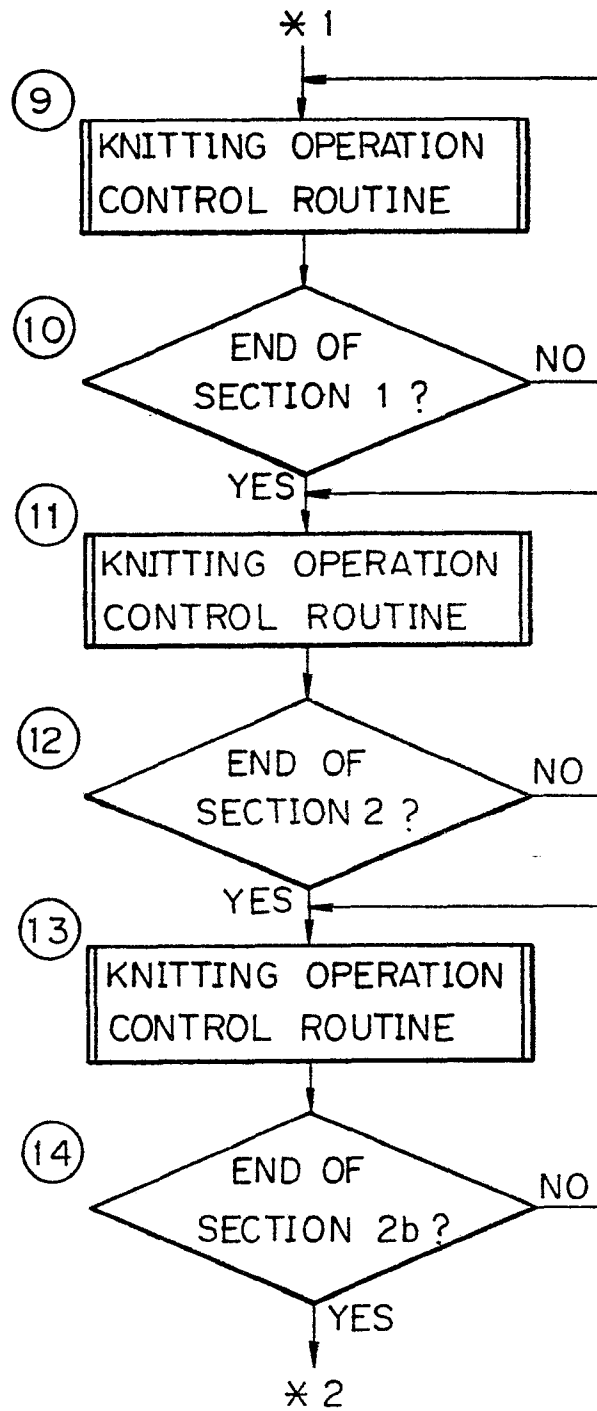 * 1
9
KNITTING OPERATION
CONTROL ROUTINE
10
END OF
SECTION 1 ?
NO
YES
11
KNITTING OPERATION
CONTROL ROUTINE
12
END OF
SECTION 2 ?
NO
YES
13
KNITTING OPERATION
CONTROL ROUTINE
14
END OF
SECTION 2b ?
NO
YES
* 2